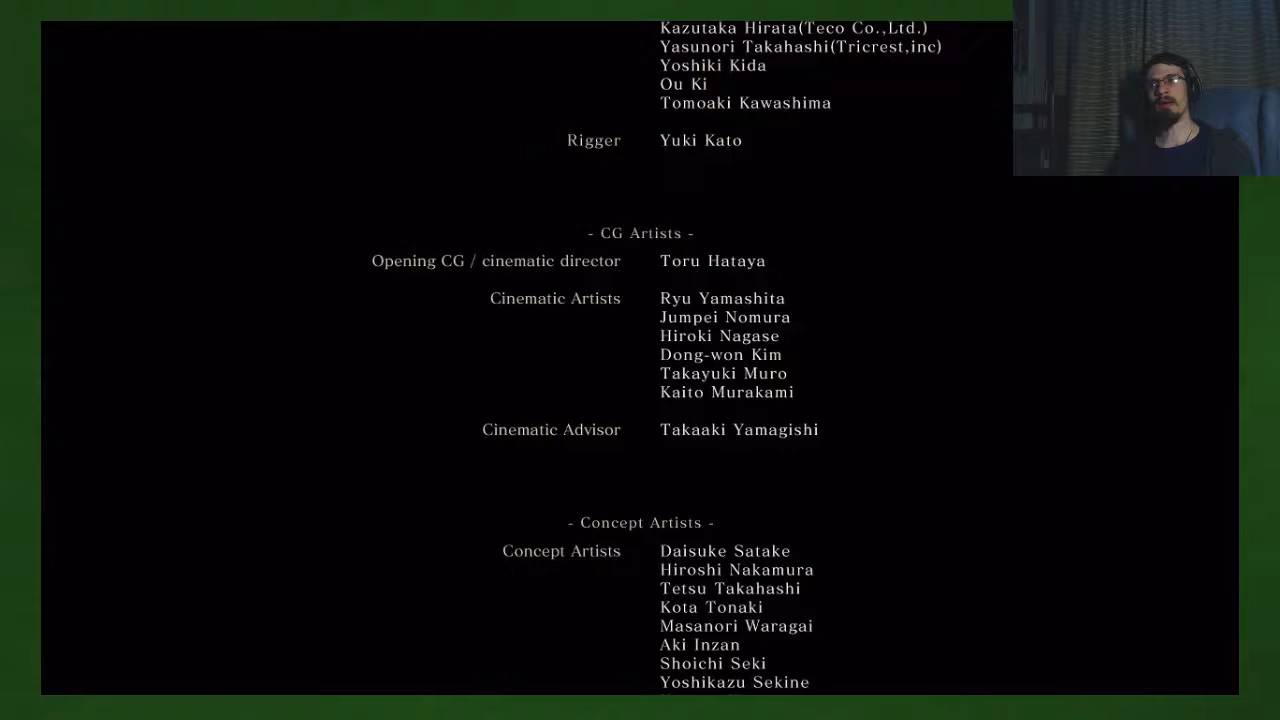 Kazutaka Hirata(Teco Co.,Ltd.)
Yasunori Takahashi(Tricrest,inc)
Yoshiki Kida
Ou Ki
Tomoaki Kawashima
Rigger Yuki Kato
- CG Artists -
Opening CG / cinematic director Toru Hataya
Cinematic Artists Ryu Yamashita
Jumpei Nomura
Hiroki Nagase
Dong-won Kim
Takayuki Muro
Kaito Murakami
Cinematic Advisor Takaaki Yamagishi
- Concept Artists -
Concept Artists Daisuke Satake
Hiroshi Nakamura
Tetsu Takahashi
Kota Tonaki
Masanori Waragai
Aki Inzan
Shoichi Seki
Yoshikazu Sekine